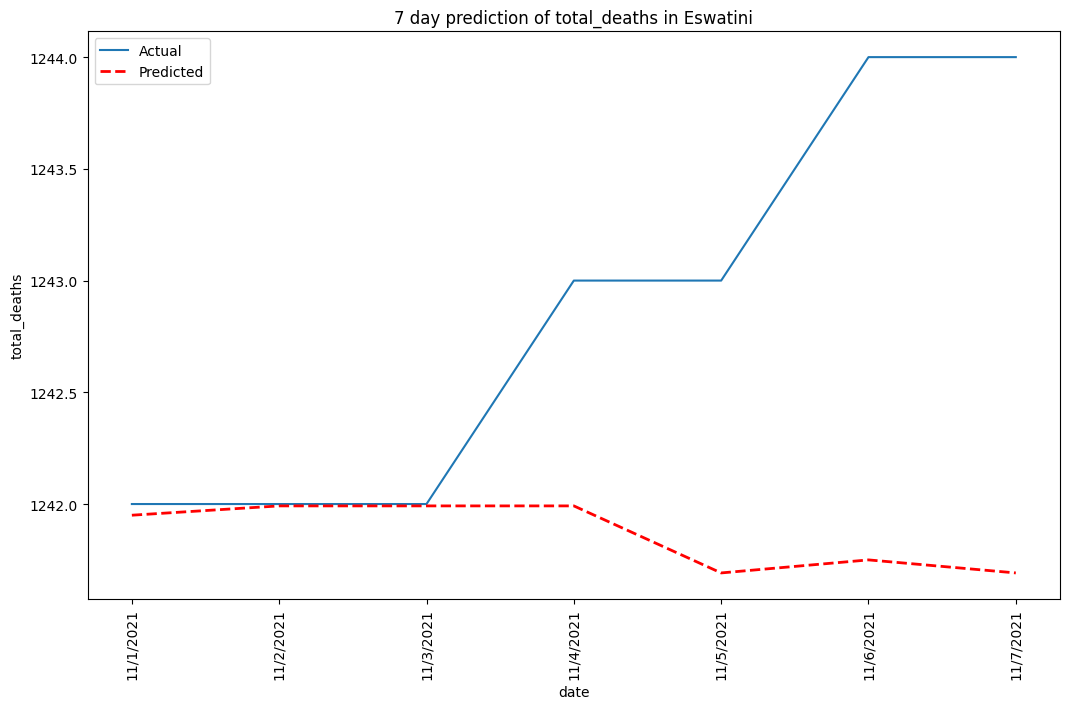 7 day prediction of total_deaths in Eswatini
Actual
Predicted
1244.0
1243.5
1243.0
1242.5
1242.0
total_deaths
11/1/2021
11/2/2021
11/3/2021
11/4/2021
11/5/2021
11/6/2021
11/7/2021
date